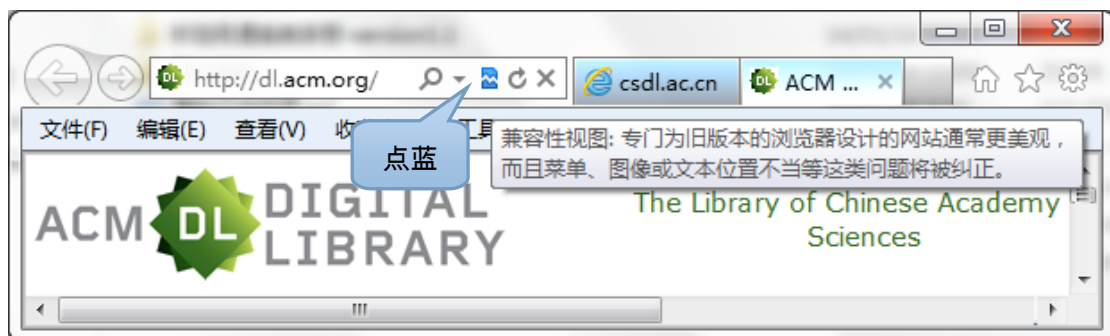 http://dl.acm.org/
csdl.ac.cn
ACM ...
文件(F) 编辑(E) 查看(V) 收 工具
点蓝
兼容性视图: 专门为旧版本的浏览器设计的网站通常更美观，
而且菜单、图像或文本位置不当等这类问题将被纠正。
ACM DL DIGITAL
LIBRARY
The Library of Chinese Academy
Sciences